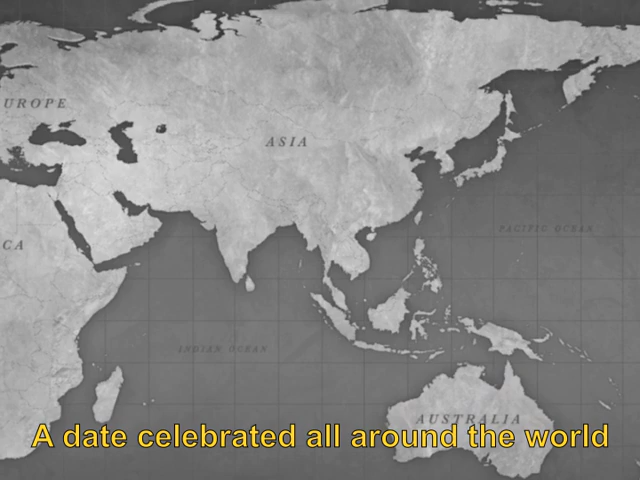 UROPE
ASIA
PACIFIC OCEAN
CA
INDIAN OCEAN
AUSTRALIA
A date celebrated all around the world